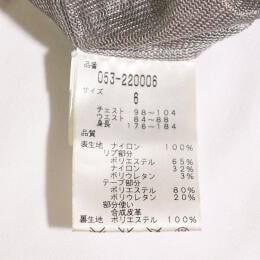 品番
053-220006
サイズ
6
チェスト 98～104
ウエスト 84～88
身長 176～184
品質
表生地 ナイロン 100%
リブ部分
ポリエステル 65%
ナイロン 32%
ポリウレタン 3%
テープ部分
ポリエステル 80%
ポリウレタン 20%
部分使い
合成皮革
裏生地 ポリエステル 100%